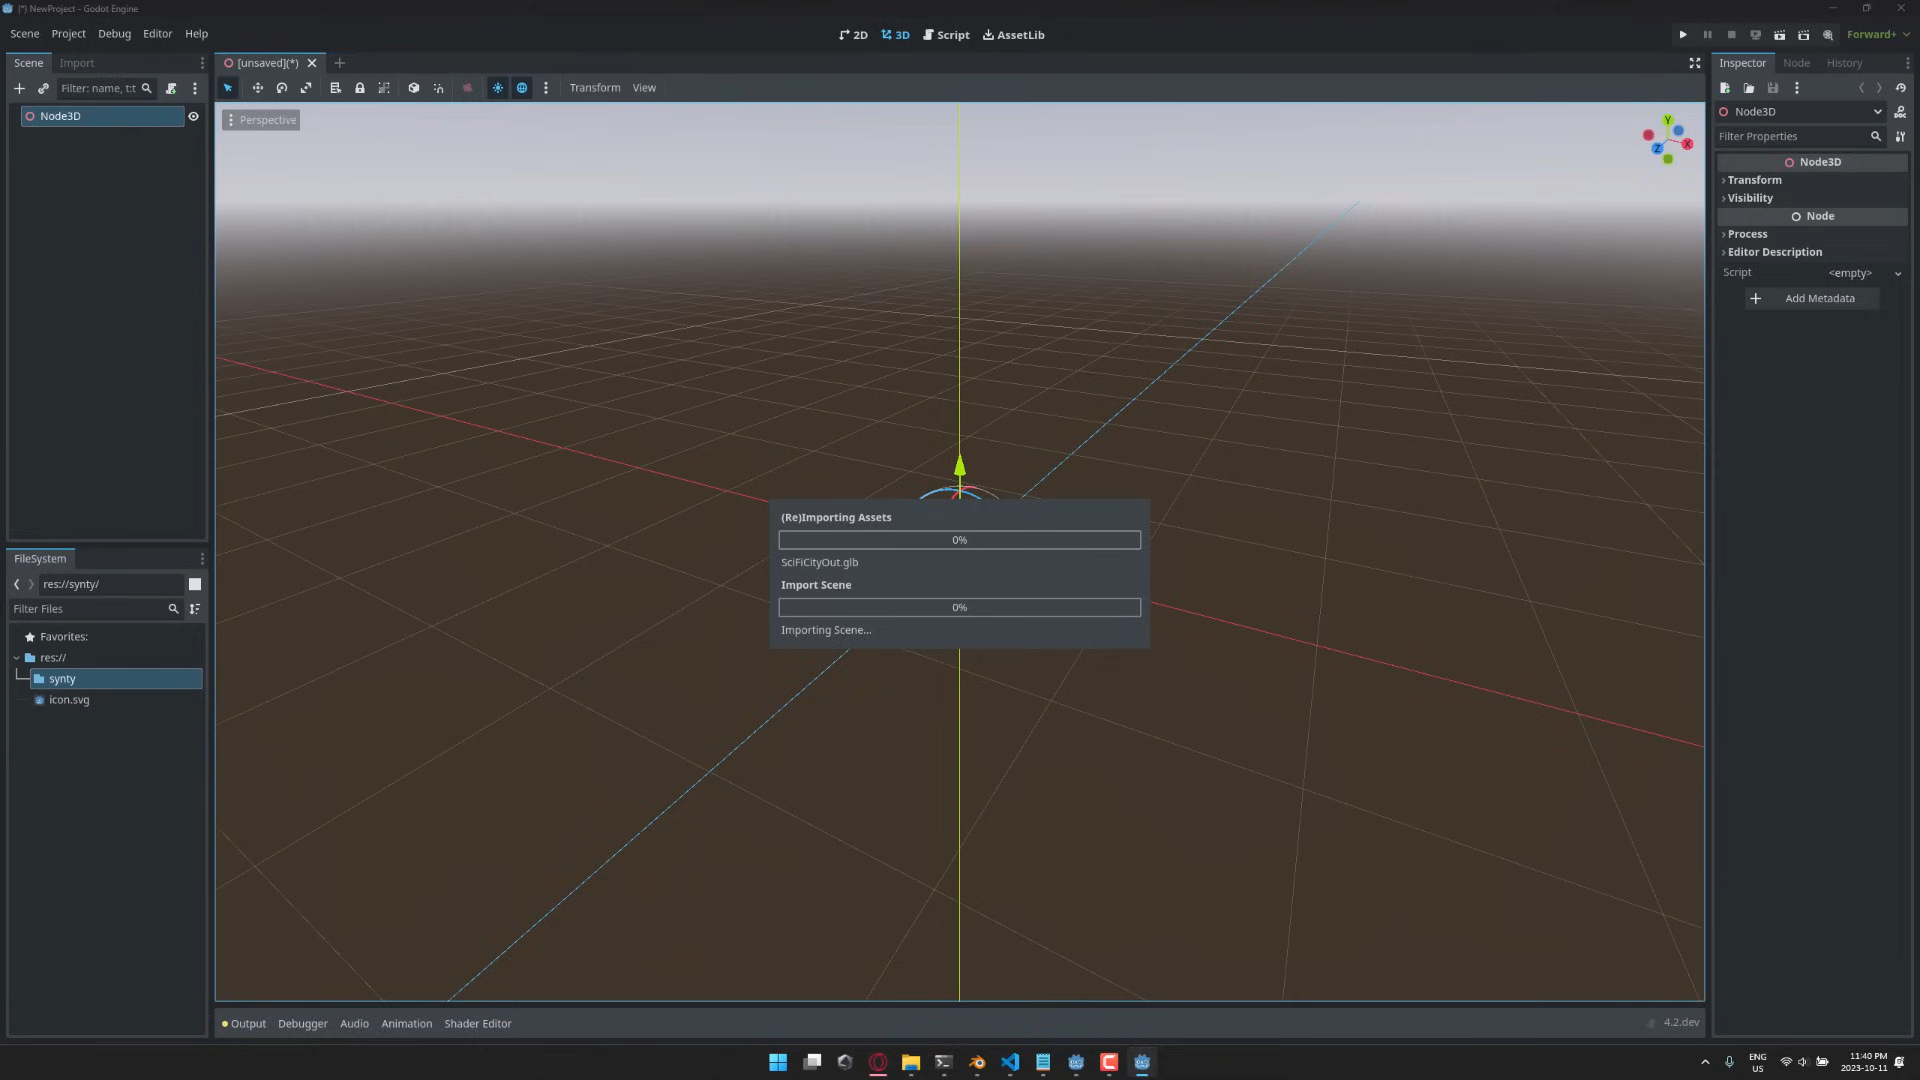 (*) NewProject - Godot Engine
Scene Project Debug Editor Help
2D 3D Script AssetLib
Forward+
Scene Import
[unsaved](*)
Inspector Node History
Filter: name, t:t
Transform View
Node3D
Perspective
Y
X
Z
Node3D
Filter Properties
Node3D
Transform
Visibility
Node
Process
Editor Description
Script <empty>
Add Metadata
(Re)Importing Assets
0%
SciFiCityOut.glb
Import Scene
0%
Importing Scene...
FileSystem
res://synty/
Filter Files
Favorites:
res://
synty
icon.svg
Output Debugger Audio Animation Shader Editor
4.2.dev
ENG
US
11:40 PM
2023-10-11